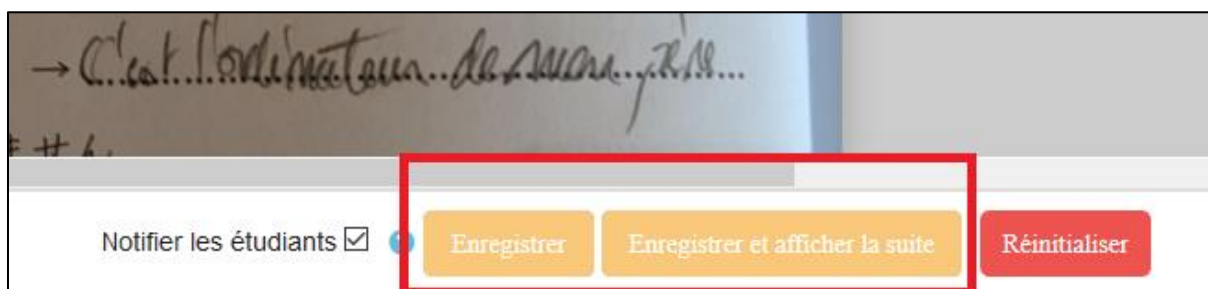 → C'est l'ordinateur de mon père
Notifier les étudiants
Enregistrer
Enregistrer et afficher la suite
Réinitialiser